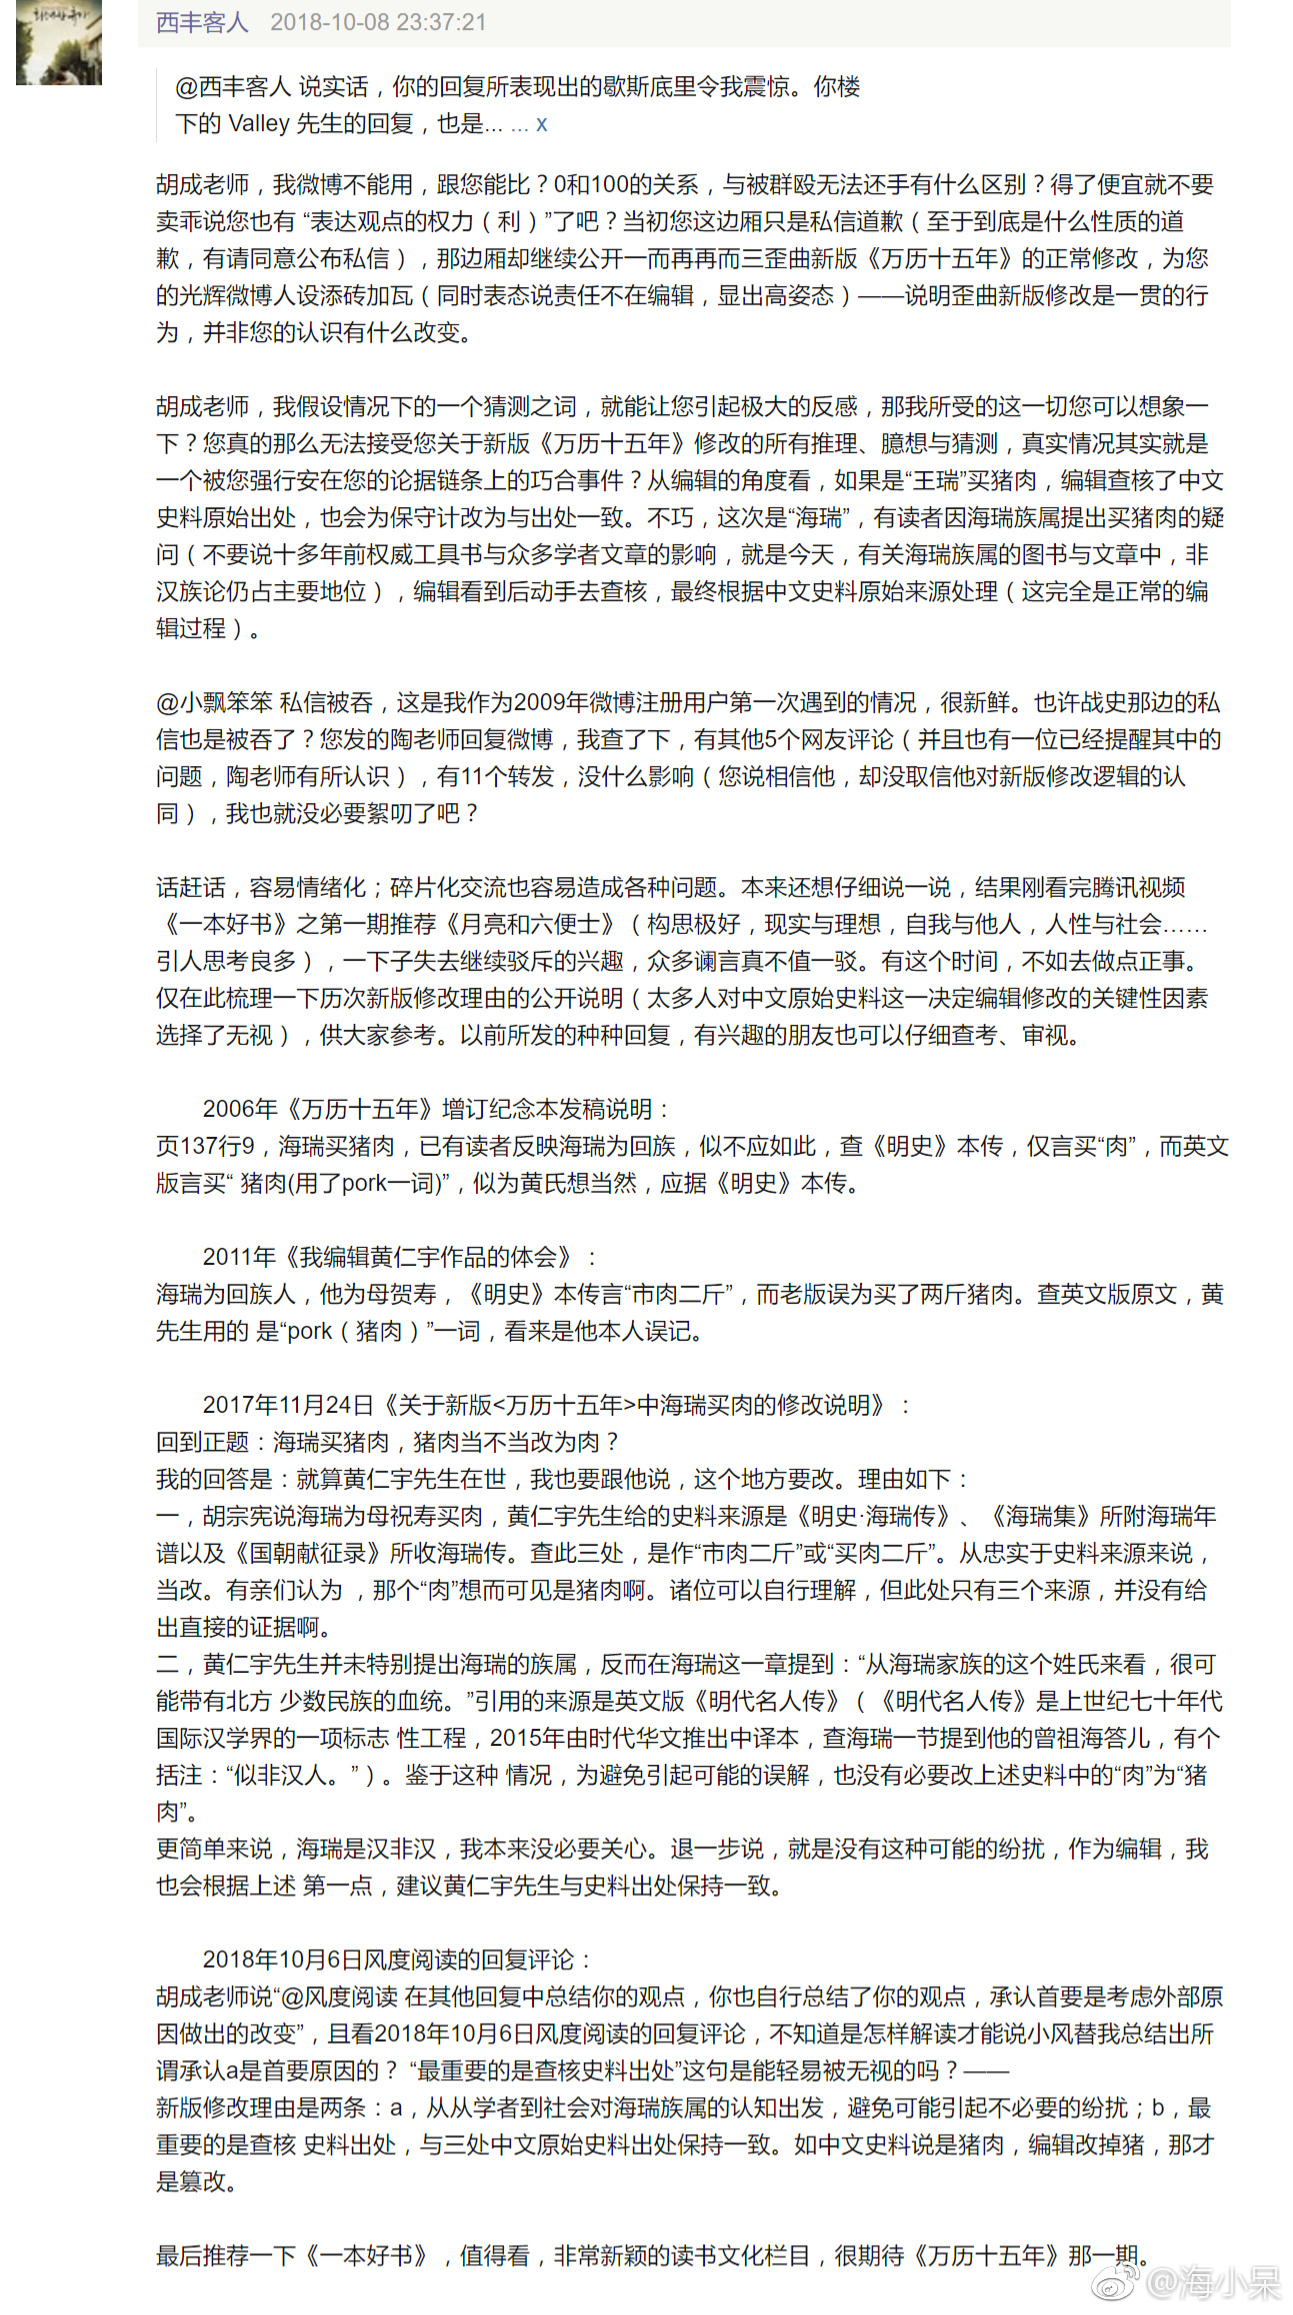 西丰客人 2018-10-08 23:37:21
@西丰客人 说实话，你的回复所表现出的歇斯底里令我震惊。你楼
下的 Valley 先生的回复，也是... ... x
胡成老师，我微博不能用，跟您能比？0和100的关系，与被群殴无法还手有什么区别？得了便宜就不要
卖乖说您也有 “表达观点的权力（利）”了吧？当初您这边厢只是私信道歉（至于到底是什么性质的道
歉，有请同意公布私信），那边厢却继续公开一而再再而三歪曲新版《万历十五年》的正常修改，为您
的光辉微博人设添砖加瓦（同时表态说责任不在编辑，显出高姿态）——说明歪曲新版修改是一贯的行
为，并非您的认识有什么改变。
胡成老师，我假设情况下的一个猜测之词，就能让您引起极大的反感，那我所受的这一切您可以想象一
下？您真的那么无法接受您关于新版《万历十五年》修改的所有推理、臆想与猜测，真实情况其实就是
一个被您强行安在您的论据链条上的巧合事件？从编辑的角度看，如果是“王瑞”买猪肉，编辑查核了中文
史料原始出处，也会为保守计改为与出处一致。不巧，这次是“海瑞”，有读者因海瑞族属提出买猪肉的疑
问（不要说十多年前权威工具书与众多学者文章的影响，就是今天，有关海瑞族属的图书与文章中，非
汉族论仍占主要地位），编辑看到后动手去查核，最终根据中文史料原始来源处理（这完全是正常的编
辑过程）。
@小飘笨笨 私信被吞，这是我作为2009年微博注册用户第一次遇到的情况，很新鲜。也许战史那边的私
信也是被吞了？您发的陶老师回复微博，我查了下，有其他5个网友评论（并且也有一位已经提醒其中的
问题，陶老师有所认识），有11个转发，没什么影响（您说相信他，却没取信他对新版修改逻辑的认
同），我也就没必要絮叨了吧？
话赶话，容易情绪化；碎片化交流也容易造成各种问题。本来还想仔细说一说，结果刚看完腾讯视频
《一本好书》之第一期推荐《月亮和六便士》（构思极好，现实与理想，自我与他人，人性与社会……
引人思考良多），一下子失去继续驳斥的兴趣，众多谰言真不值一驳。有这个时间，不如去做点正事。
仅在此梳理一下历次新版修改理由的公开说明（太多人对中文原始史料这一决定编辑修改的关键性因素
选择了无视），供大家参考。以前所发的种种回复，有兴趣的朋友也可以仔细查考、审视。
2006年《万历十五年》增订纪念本发稿说明：
页137行9，海瑞买猪肉，已有读者反映海瑞为回族，似不应如此，查《明史》本传，仅言买“肉”，而英文
版言买“ 猪肉(用了pork一词)”，似为黄氏想当然，应据《明史》本传。
2011年《我编辑黄仁宇作品的体会》：
海瑞为回族人，他为母贺寿，《明史》本传言“市肉二斤”，而老版误为买了两斤猪肉。查英文版原文，黄
先生用的 是“pork（猪肉）”一词，看来是他本人误记。
2017年11月24日《关于新版<万历十五年>中海瑞买肉的修改说明》：
回到正题：海瑞买猪肉，猪肉当不当改为肉？
我的回答是：就算黄仁宇先生在世，我也要跟他说，这个地方要改。理由如下：
一，胡宗宪说海瑞为母祝寿买肉，黄仁宇先生给的史料来源是《明史·海瑞传》、《海瑞集》所附海瑞年
谱以及《国朝献征录》所收海瑞传。查此三处，是作“市肉二斤”或“买肉二斤”。从忠实于史料来源来说，
当改。有亲们认为 ，那个“肉”想而可见是猪肉啊。诸位可以自行理解，但此处只有三个来源，并没有给
出直接的证据啊。
二，黄仁宇先生并未特别提出海瑞的族属，反而在海瑞这一章提到：“从海瑞家族的这个姓氏来看，很可
能带有北方 少数民族的血统。”引用的来源是英文版《明代名人传》（《明代名人传》是上世纪七十年代
国际汉学界的一项标志 性工程，2015年由时代华文推出中译本，查海瑞一节提到他的曾祖海答儿，有个
括注：“似非汉人。”）。鉴于这种 情况，为避免引起可能的误解，也没有必要改上述史料中的“肉”为“猪
肉”。
更简单来说，海瑞是汉非汉，我本来没必要关心。退一步说，就是没有这种可能的纷扰，作为编辑，我
也会根据上述 第一点，建议黄仁宇先生与史料出处保持一致。
2018年10月6日风度阅读的回复评论：
胡成老师说“@风度阅读 在其他回复中总结你的观点，你也自行总结了你的观点，承认首要是考虑外部原
因做出的改变”，且看2018年10月6日风度阅读的回复评论，不知道是怎样解读才能说小风替我总结出所
谓承认a是首要原因的？ “最重要的是查核史料出处”这句是能轻易被无视的吗？——
新版修改理由是两条：a，从从学者到社会对海瑞族属的认知出发，避免可能引起不必要的纷扰；b，最
重要的是查核 史料出处，与三处中文原始史料出处保持一致。如中文史料说是猪肉，编辑改掉猪，那才
是篡改。
最后推荐一下《一本好书》，值得看，非常新颖的读书文化栏目，很期待《万历十五年》那一期。
@海小呆